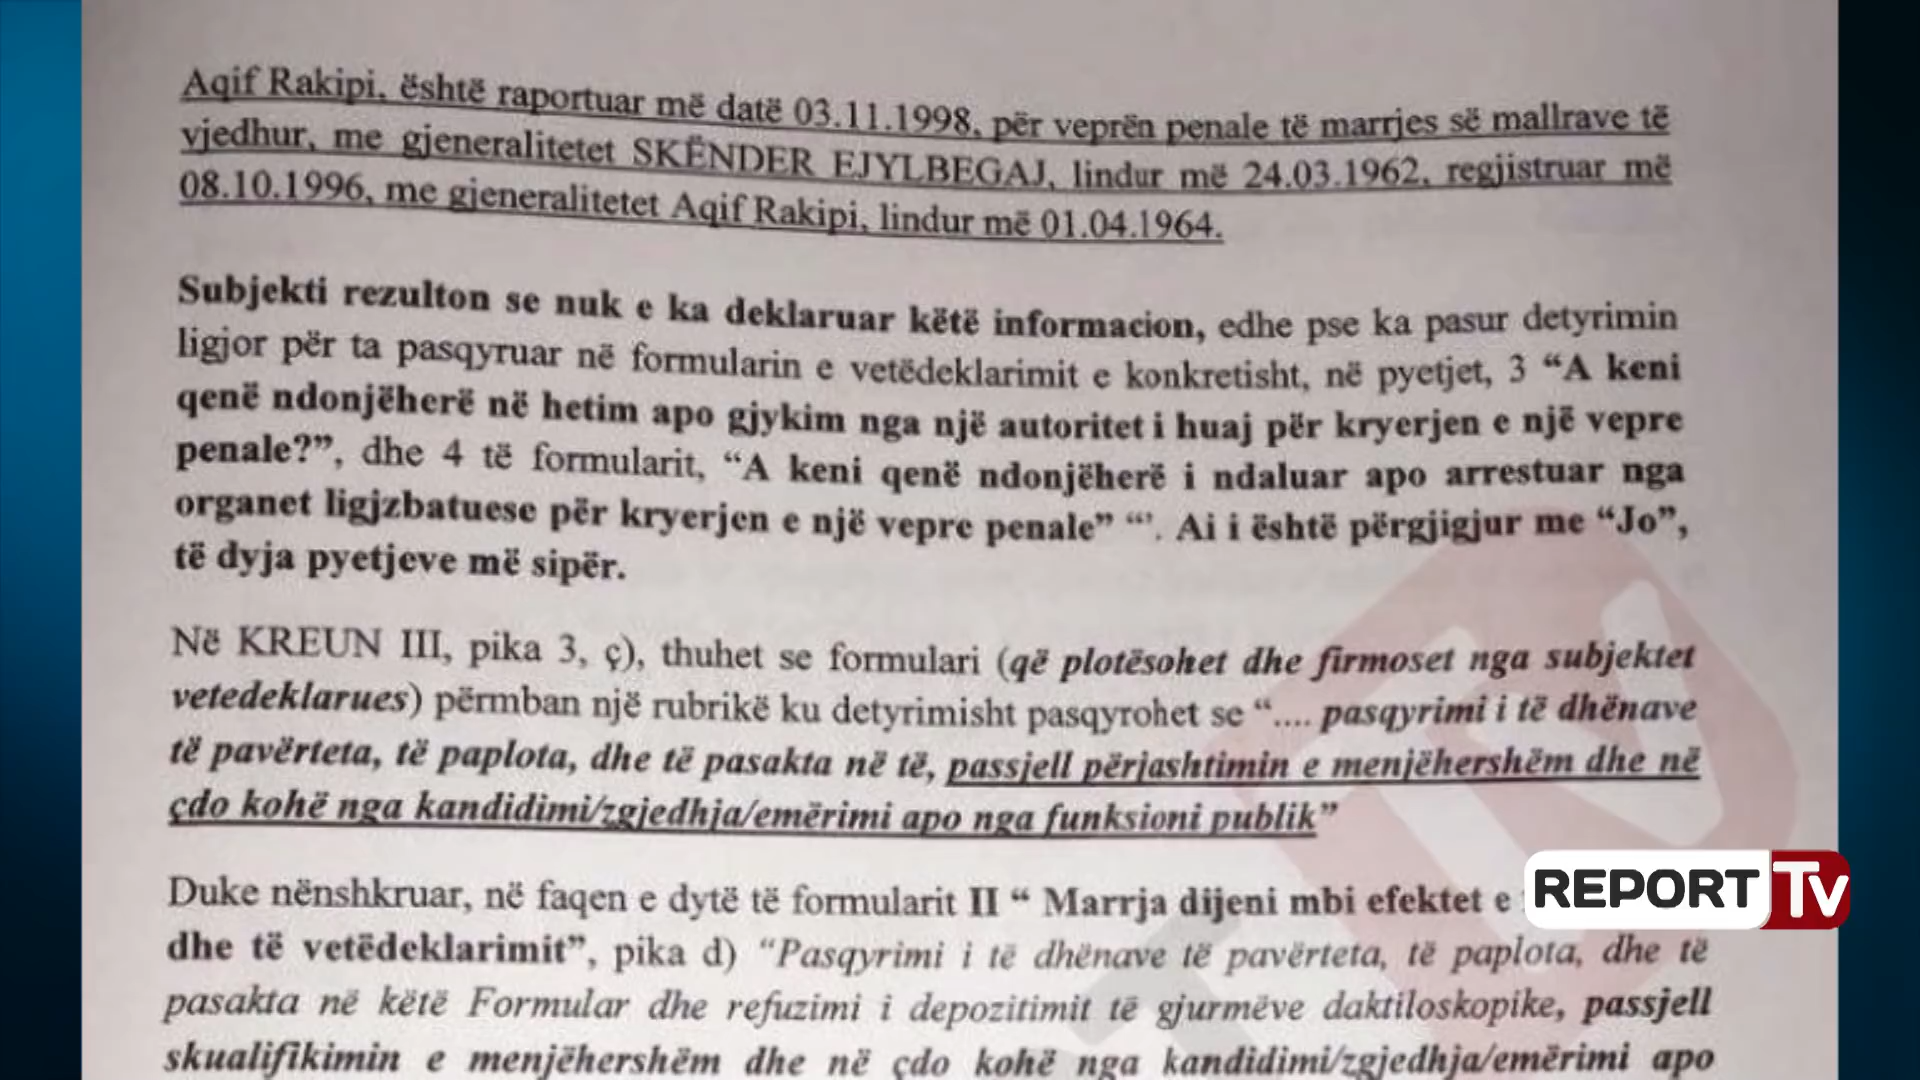 Aqif Rakipi, është raportuar më datë 03.11.1998, për veprën penale të marrjes së mallrave të
vjedhur, me gjeneralitetet SKËNDER EJYLBEGAJ, lindur më 24.03.1962, regjistruar më
08.10.1996, me gjeneralitetet Aqif Rakipi, lindur më 01.04.1964.
Subjekti rezulton se nuk e ka deklaruar këtë informacion, edhe pse ka pasur detyrimin
ligjor për ta pasqyruar në formularin e vetëdeklarimit e konkretisht, në pyetjet, 3 “A keni
qenë ndonjëherë në hetim apo gjykim nga një autoritet i huaj për kryerjen e një vepre
penale?”, dhe 4 të formularit, “A keni qenë ndonjëherë i ndaluar apo arrestuar nga
organet ligjzbatuese për kryerjen e një vepre penale” “’. Ai i është përgjigjur me “Jo”,
të dyja pyetjeve më sipër.
Në KREUN III, pika 3, ç), thuhet se formulari (që plotësohet dhe firmoset nga subjektet
vetedeklarues) përmban një rubrikë ku detyrimisht pasqyrohet se “.... pasqyrimi i të dhënave
të pavërteta, të paplota, dhe të pasakta në të, passjell përjashtimin e menjëhershëm dhe në
çdo kohë nga kandidimi/zgjedhja/emërimi apo nga funksioni publik”
Duke nënshkruar, në faqen e dytë të formularit II “ Marrja dijeni mbi efektet e
dhe të vetëdeklarimit”, pika d) “Pasqyrimi i të dhënave të pavërteta, të paplota, dhe të
pasakta në këtë Formular dhe refuzimi i depozitimit të gjurmëve daktiloskopike, passjell
skualifikimin e menjëhershëm dhe në çdo kohë nga kandidimi/zgjedhja/emërimi apo
REPORT TV